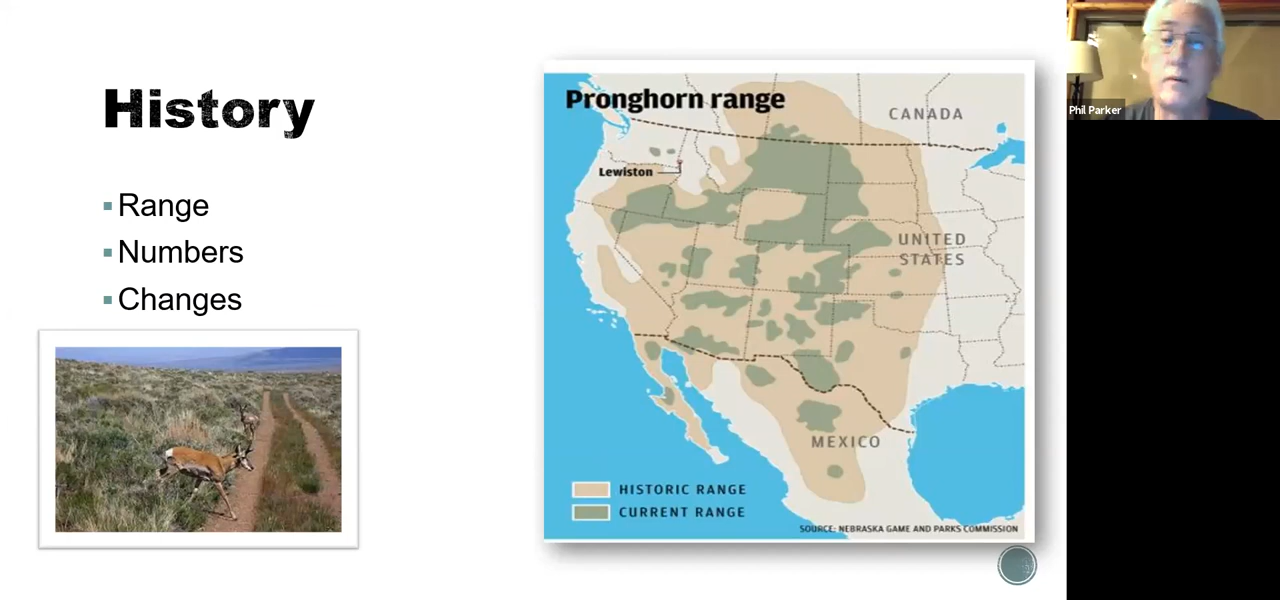 History
Range
Numbers
Changes
Pronghorn range
CANADA
Lewiston
UNITED
STATES
MEXICO
HISTORIC RANGE
CURRENT RANGE
SOURCE: NEBRASKA GAME AND PARKS COMMISSION
Phil Parker